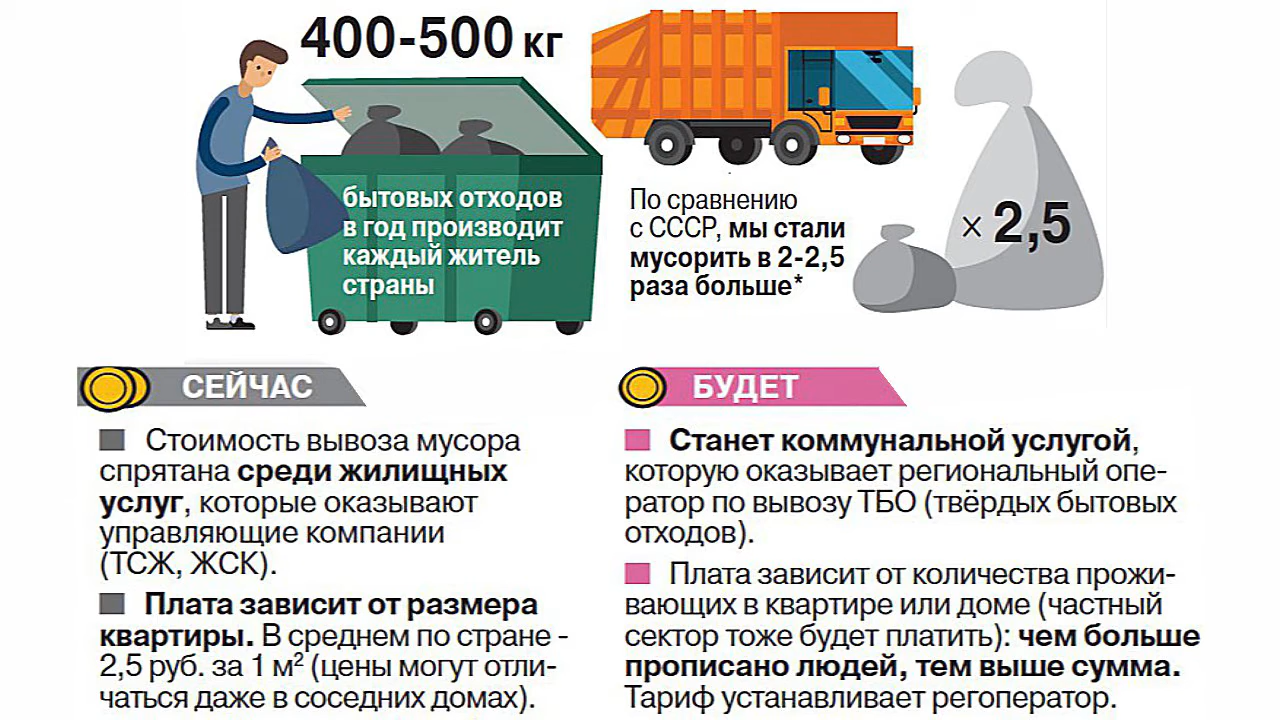 400-500 кг
бытовых отходов
в год производит
каждый житель
страны
По сравнению
с СССР, мы стали
мусорить в 2-2,5
раза больше*
× 2,5
СЕЙЧАС
Стоимость вывоза мусора
спрятана среди жилищных
услуг, которые оказывают
управляющие компании
(ТСЖ, ЖСК).
Плата зависит от размера
квартиры. В среднем по стране -
2,5 руб. за 1 м² (цены могут отли-
чаться даже в соседних домах).
БУДЕТ
Станет коммунальной услугой,
которую оказывает региональный опе-
ратор по вывозу ТБО (твёрдых бытовых
отходов).
Плата зависит от количества прожи-
вающих в квартире или доме (частный
сектор тоже будет платить): чем больше
прописано людей, тем выше сумма.
Тариф устанавливает регоператор.